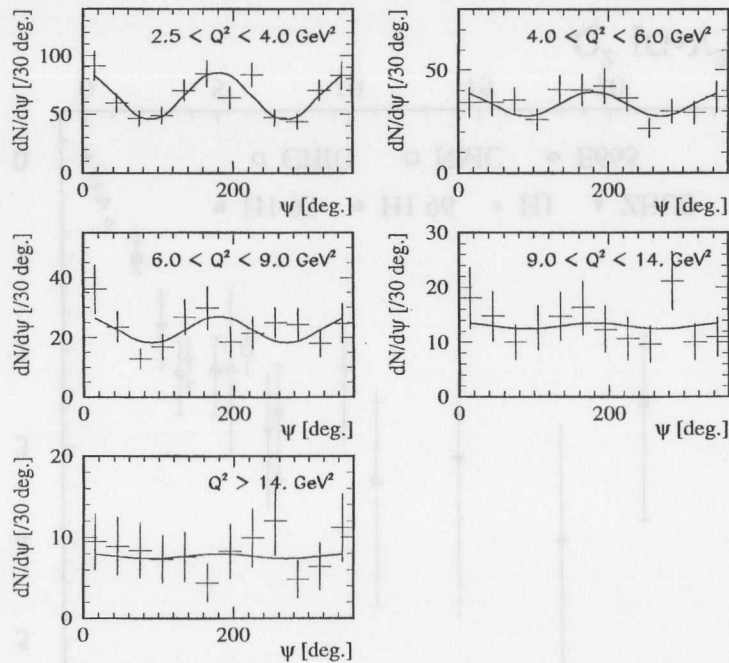 2.5 < Q² < 4.0 GeV²
dN/dψ [/30 deg.]
100
50
0
0
200
ψ [deg.]
4.0 < Q² < 6.0 GeV²
dN/dψ [/30 deg.]
50
0
0
200
ψ [deg.]
6.0 < Q² < 9.0 GeV²
dN/dψ [/30 deg.]
40
20
0
0
200
ψ [deg.]
9.0 < Q² < 14. GeV²
dN/dψ [/30 deg.]
30
20
10
0
0
200
ψ [deg.]
Q² > 14. GeV²
dN/dψ [/30 deg.]
20
10
0
0
200
ψ [deg.]